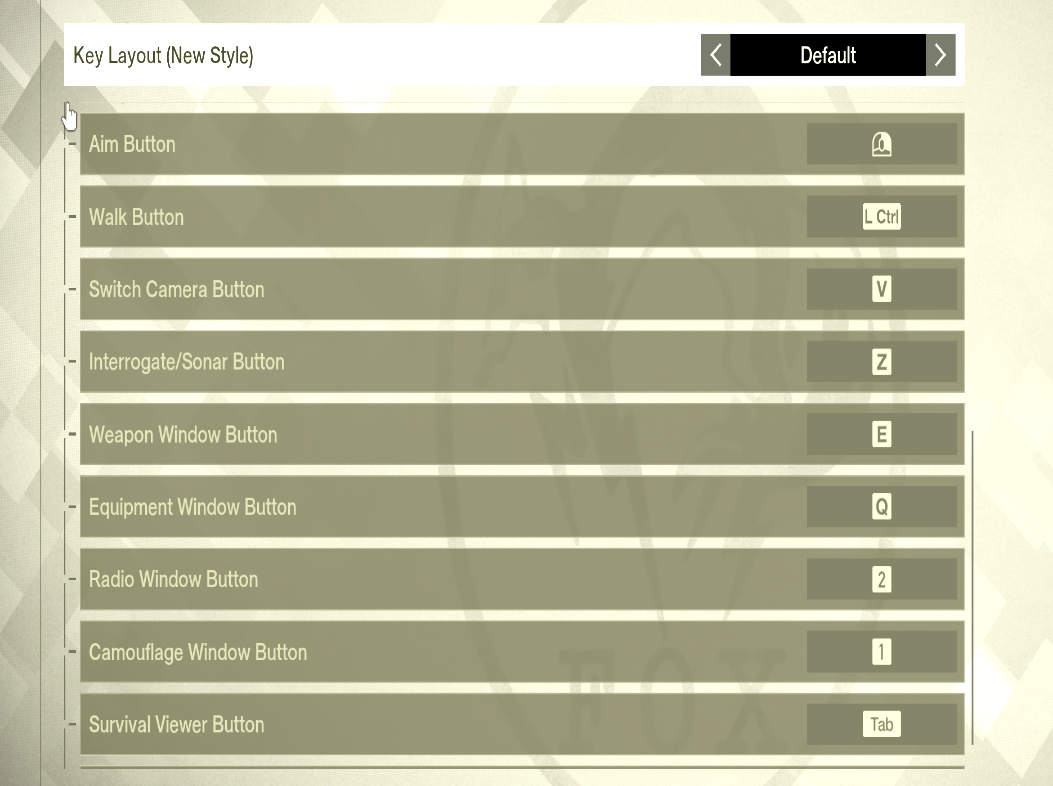 Key Layout (New Style)
Default
Aim Button
Walk Button
L Ctrl
Switch Camera Button
V
Interrogate/Sonar Button
Z
Weapon Window Button
E
Equipment Window Button
Q
Radio Window Button
2
Camouflage Window Button
1
Survival Viewer Button
Tab
FOX